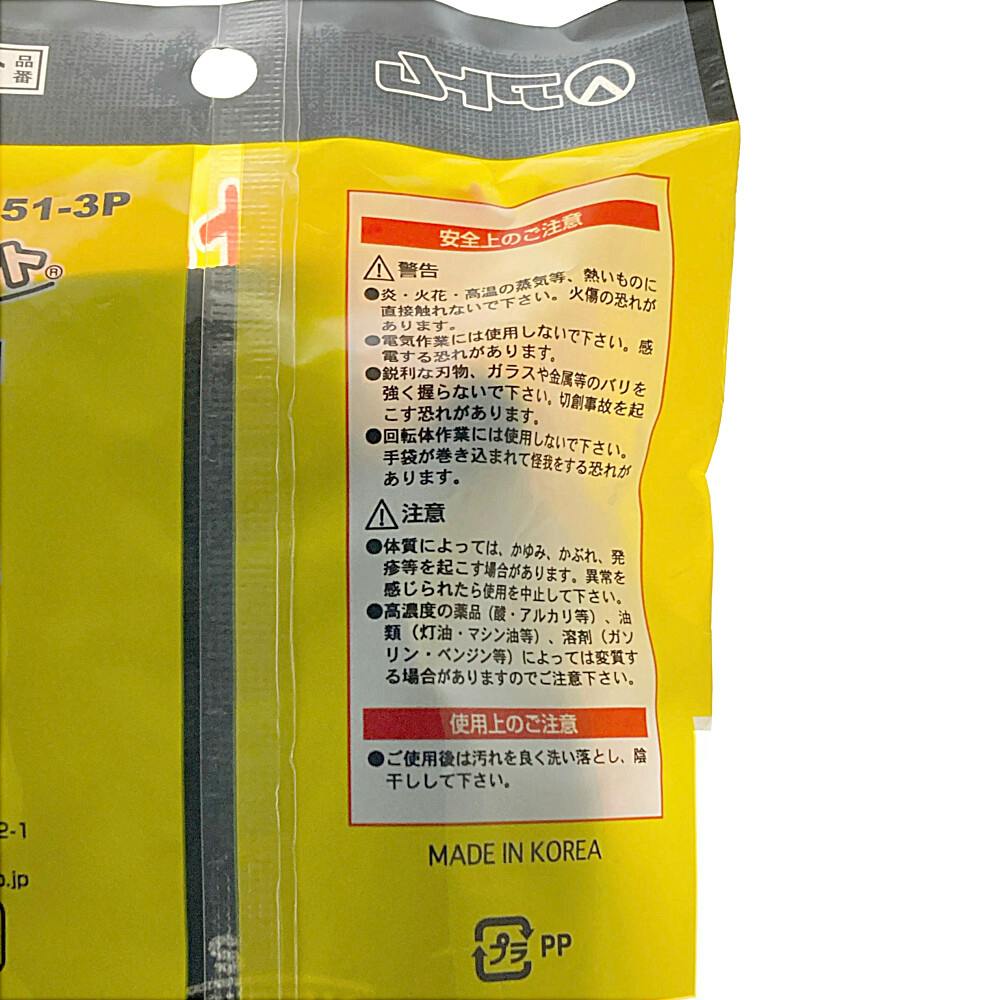 品番
51-3P
ト®
安全上のご注意
警告
●炎・火花・高温の蒸気等、熱いものに
直接触れないで下さい。火傷の恐れが
あります。
●電気作業には使用しないで下さい。感
電する恐れがあります。
●鋭利な刃物、ガラスや金属等のバリを
強く握らないで下さい。切創事故を起
こす恐れがあります。
●回転体作業には使用しないで下さい。
手袋が巻き込まれて怪我をする恐れが
あります。
注意
●体質によっては、かゆみ、かぶれ、発
疹等を起こす場合があります。異常を
感じられたら使用を中止して下さい。
●高濃度の薬品（酸・アルカリ等）、油
類（灯油・マシン油等）、溶剤（ガソ
リン・ベンジン等）によっては変質す
る場合がありますのでご注意下さい。
使用上のご注意
●ご使用後は汚れを良く洗い落とし、陰
干しして下さい。
2-1
.jp
MADE IN KOREA
プラ PP